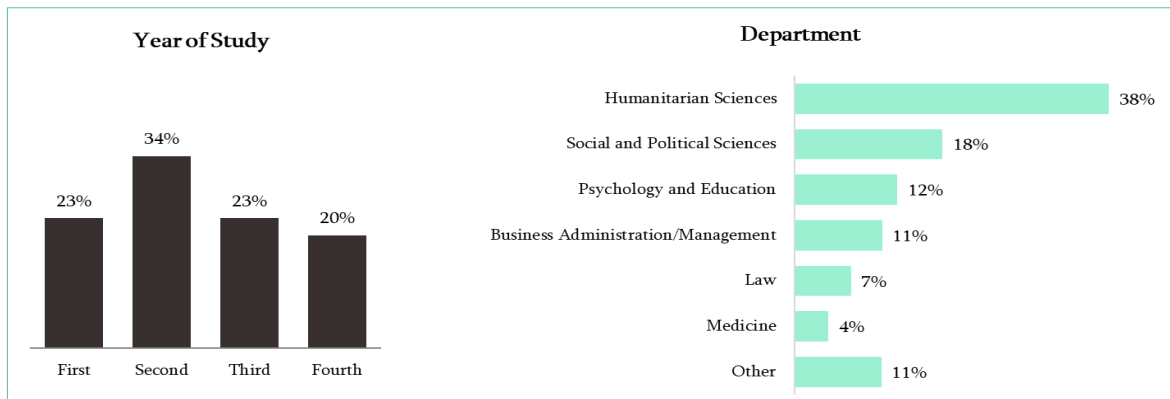 Year of Study
34%
23%
23%
20%
First
Second
Third
Fourth
Department
Humanitarian Sciences
38%
Social and Political Sciences
18%
Psychology and Education
12%
Business Administration/Management
11%
Law
7%
Medicine
4%
Other
11%